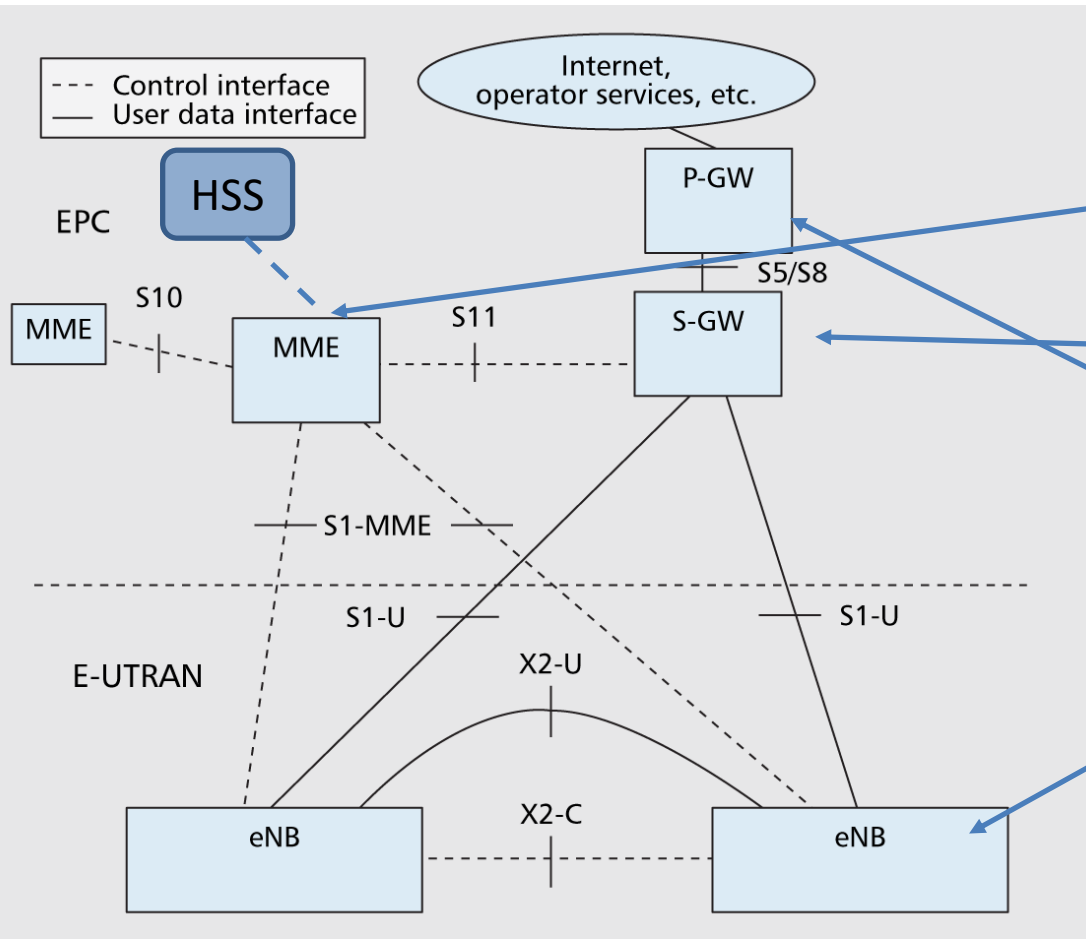 Control interface
User data interface
Internet,
operator services, etc.
HSS
P-GW
EPC
S5/S8
S10
S11
MME
MME
S-GW
S1-MME
S1-U
S1-U
E-UTRAN
X2-U
X2-C
eNB
eNB